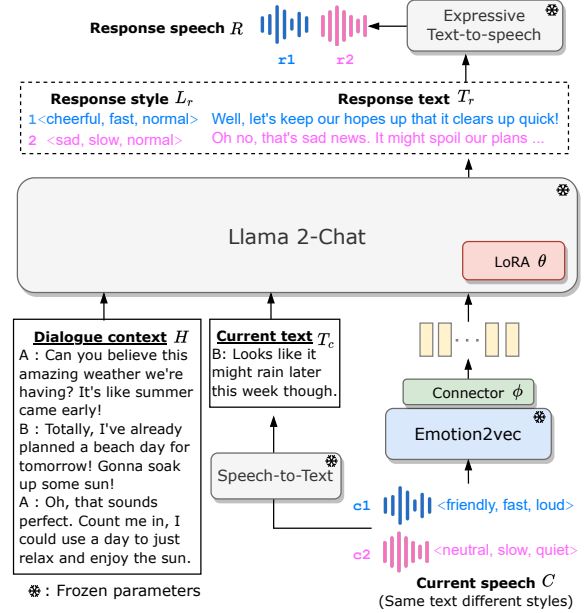 Response speech R
r1 r2
Expressive
Text-to-speech
Response style L_r
Response text T_r
1<cheerful, fast, normal>
Well, let's keep our hopes up that it clears up quick!
2 <sad, slow, normal>
Oh no, that's sad news. It might spoil our plans ...
Llama 2-Chat
LoRA θ
Dialogue context H
A : Can you believe this
amazing weather we're
having? It's like summer
came early!
B : Totally, I've already
planned a beach day for
tomorrow! Gonna soak
up some sun!
A : Oh, that sounds
perfect. Count me in, I
could use a day to just
relax and enjoy the sun.
Current text T_c
B: Looks like it
might rain later
this week though.
Speech-to-Text
...
Connector ϕ
Emotion2vec
c1 <friendly, fast, loud>
c2 <neutral, slow, quiet>
Current speech C
(Same text different styles)
: Frozen parameters